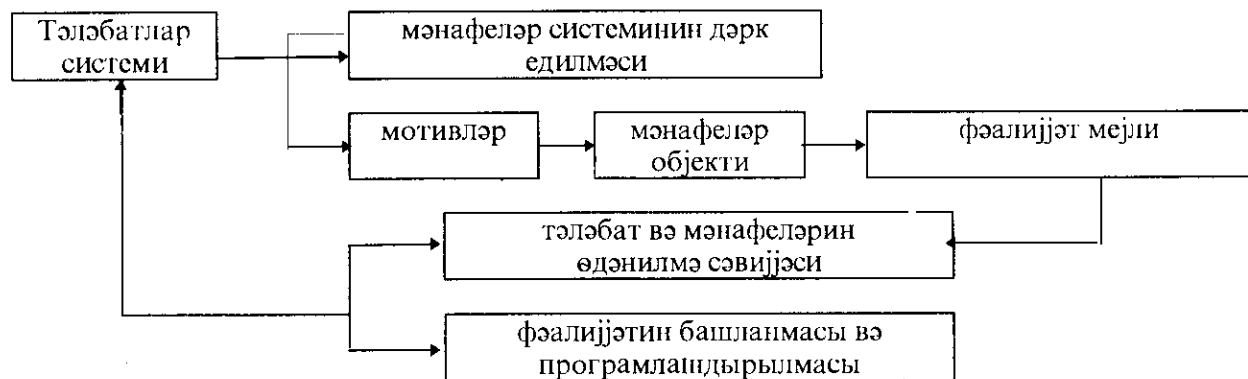 Тәләбатлар
системи
мәнафеләр системинин дәрк
едилмәси
мотивләр
мәнафеләр
објекти
фәалијјәт мејли
тәләбат вә мәнафеләрин
өдәнилмә сәвијјәси
фәалијјәтин башланмасы вә
програмлашдырылмасы